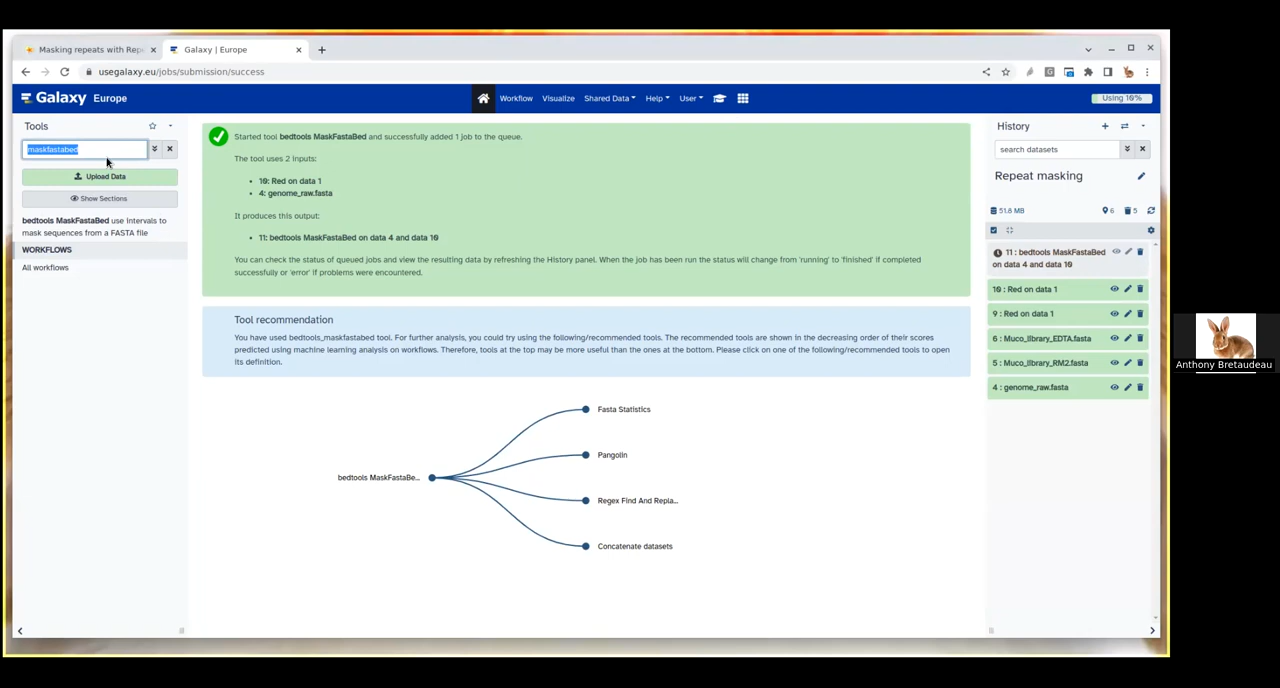 Masking repeats with Rep
Galaxy | Europe
usegalaxy.eu/jobs/submission/success
Galaxy Europe
Workflow Visualize Shared Data Help User
Using 10%
Tools
maskfastabed
Upload Data
Show Sections
bedtools MaskFastaBed use intervals to
mask sequences from a FASTA file
WORKFLOWS
All workflows
Started tool bedtools MaskFastaBed and successfully added 1 job to the queue.
The tool uses 2 inputs:
10: Red on data 1
4: genome_raw.fasta
It produces this output:
11: bedtools MaskFastaBed on data 4 and data 10
You can check the status of queued jobs and view the resulting data by refreshing the History panel. When the job has been run the status will change from 'running' to 'finished' if completed
successfully or 'error' if problems were encountered.
Tool recommendation
You have used bedtools_maskfastabed tool. For further analysis, you could try using the following/recommended tools. The recommended tools are shown in the decreasing order of their scores
predicted using machine learning analysis on workflows. Therefore, tools at the top may be more useful than the ones at the bottom. Please click on one of the following/recommended tools to open
its definition.
bedtools MaskFastaBe...
Fasta Statistics
Pangolin
Regex Find And Repla...
Concatenate datasets
History
search datasets
Repeat masking
51.8 MB
6 5
11 : bedtools MaskFastaBed
on data 4 and data 10
10 : Red on data 1
9 : Red on data 1
6 : Muco_library_EDTA.fasta
5 : Muco_library_RM2.fasta
4 : genome_raw.fasta
Anthony Bretaudeau